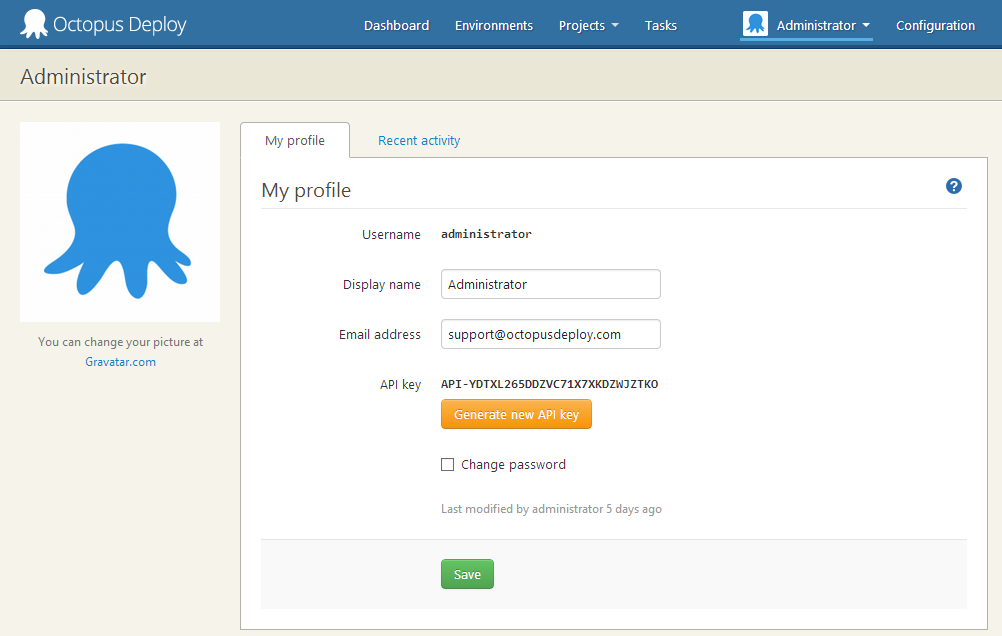 Octopus Deploy Dashboard Environments Projects Tasks Administrator Configuration
Administrator
My profile Recent activity
My profile
?
Username administrator
Display name Administrator
Email address support@octopusdeploy.com
You can change your picture at
Gravatar.com
API key API-YDTXL265DDZVC71X7XKDZWJZTKO
Generate new API key
Change password
Last modified by administrator 5 days ago
Save